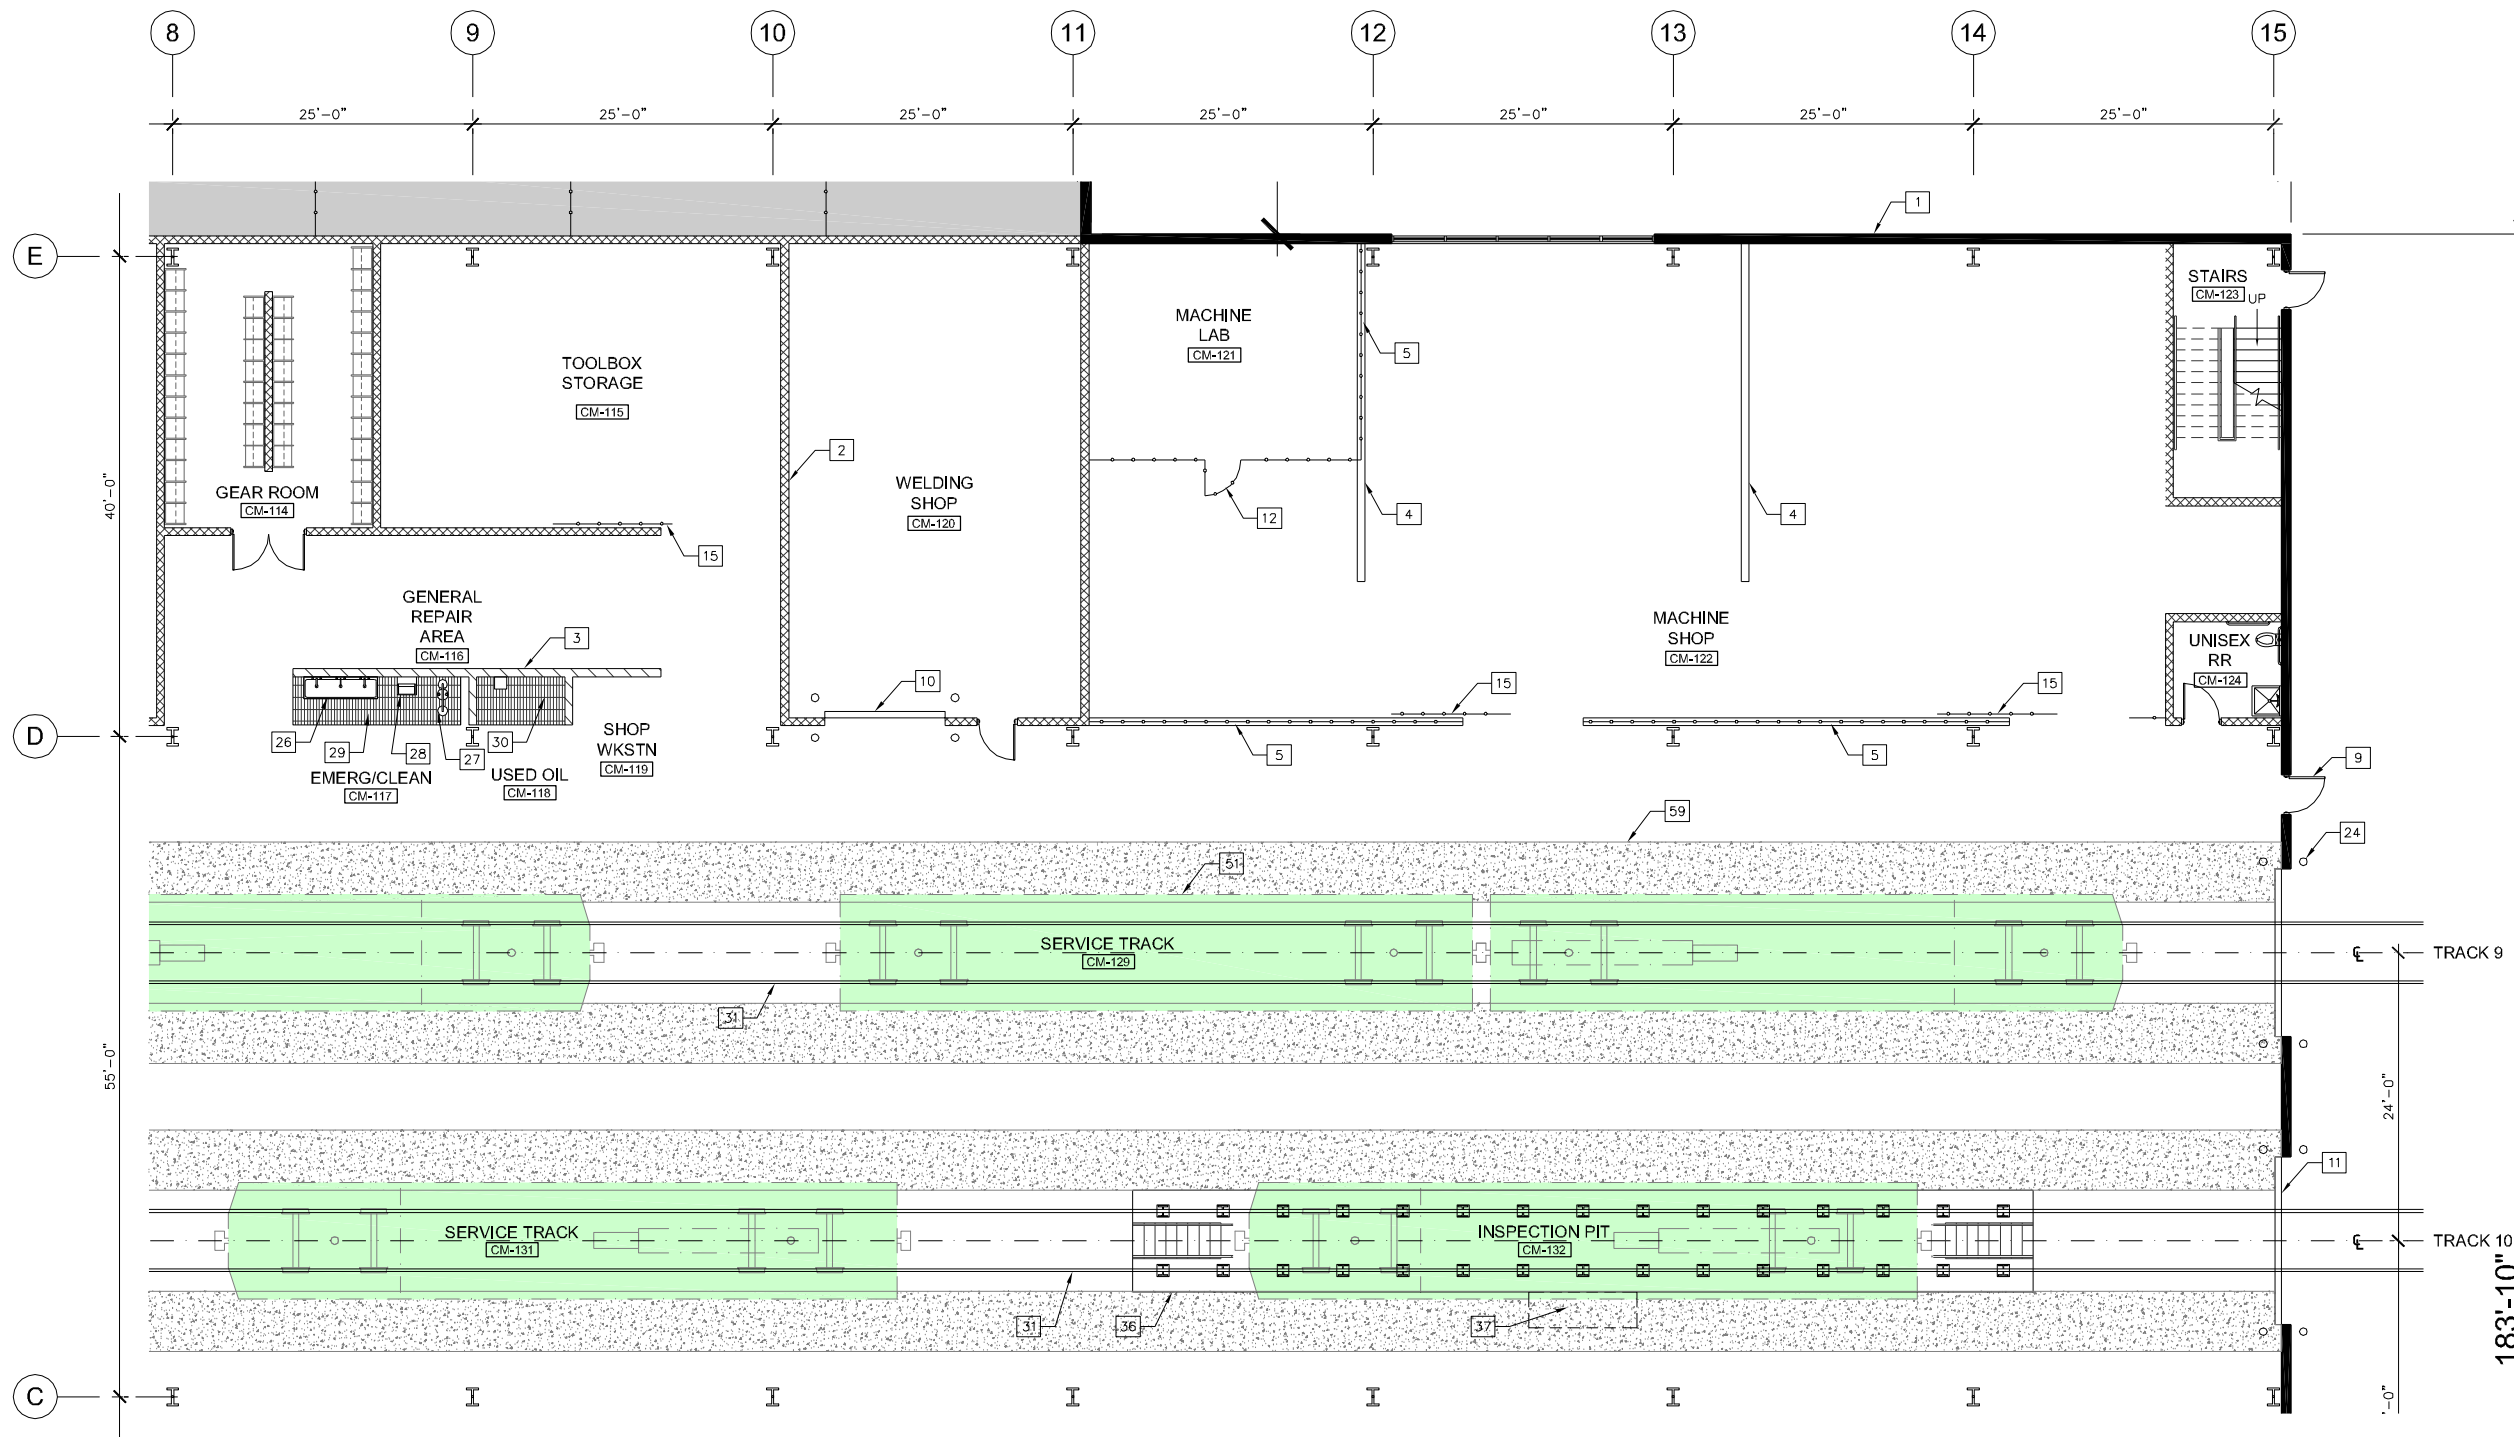 8 9 10 11 12 13 14 15
25'-0" 25'-0" 25'-0" 25'-0" 25'-0" 25'-0" 25'-0"
1
E
STAIRS
CM-123
UP
MACHINE
LAB
CM-121
5
TOOLBOX
STORAGE
CM-115
2
40'-0"
GEAR ROOM
CM-114
WELDING
SHOP
CM-120
12
4
4
15
GENERAL
REPAIR
AREA
CM-116
3
MACHINE
SHOP
CM-122
UNISEX
RR
CM-124
10
15
15
D
26
29
28
27
30
SHOP
WKSTN
CM-119
5
5
9
EMERG/CLEAN
CM-117
USED OIL
CM-118
59
24
51
SERVICE TRACK
CM-129
TRACK 9
31
55'-0"
24'-0"
11
SERVICE TRACK
CM-131
INSPECTION PIT
CM-132
TRACK 10
31
36
37
183'-10"
C
'-0"